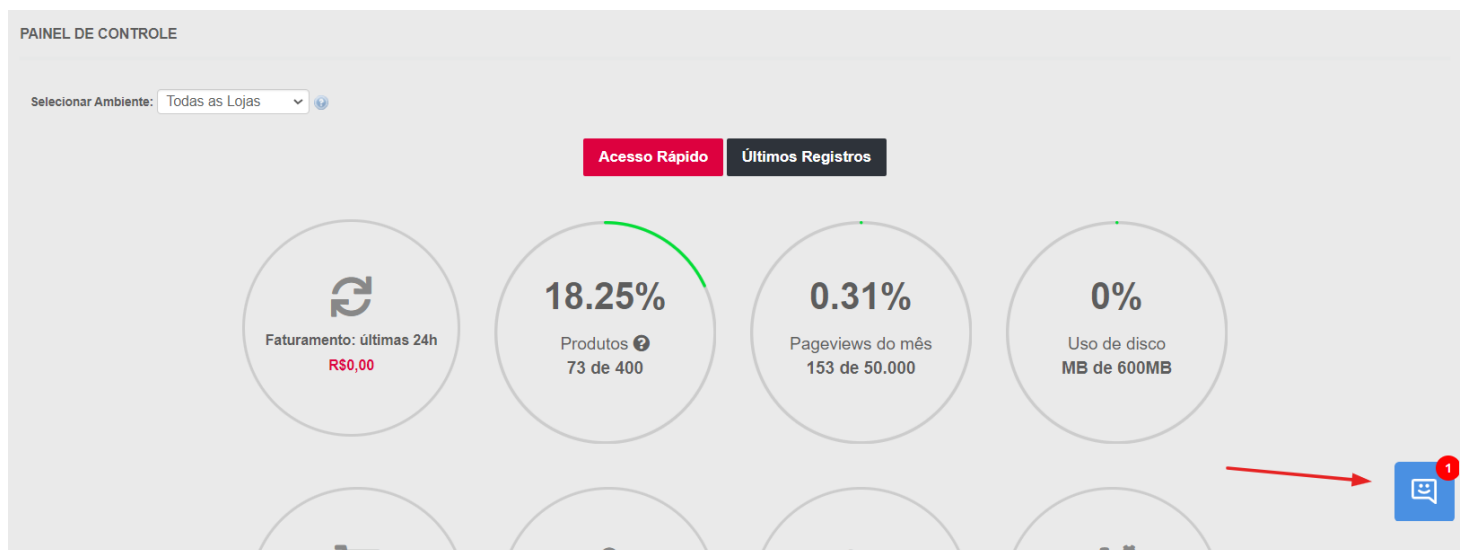 PAINEL DE CONTROLE
Selecionar Ambiente: Todas as Lojas
Acesso Rápido
Últimos Registros
Faturamento: últimas 24h
R$0,00
18.25%
Produtos ?
73 de 400
0.31%
Pageviews do mês
153 de 50.000
0%
Uso de disco
MB de 600MB
1